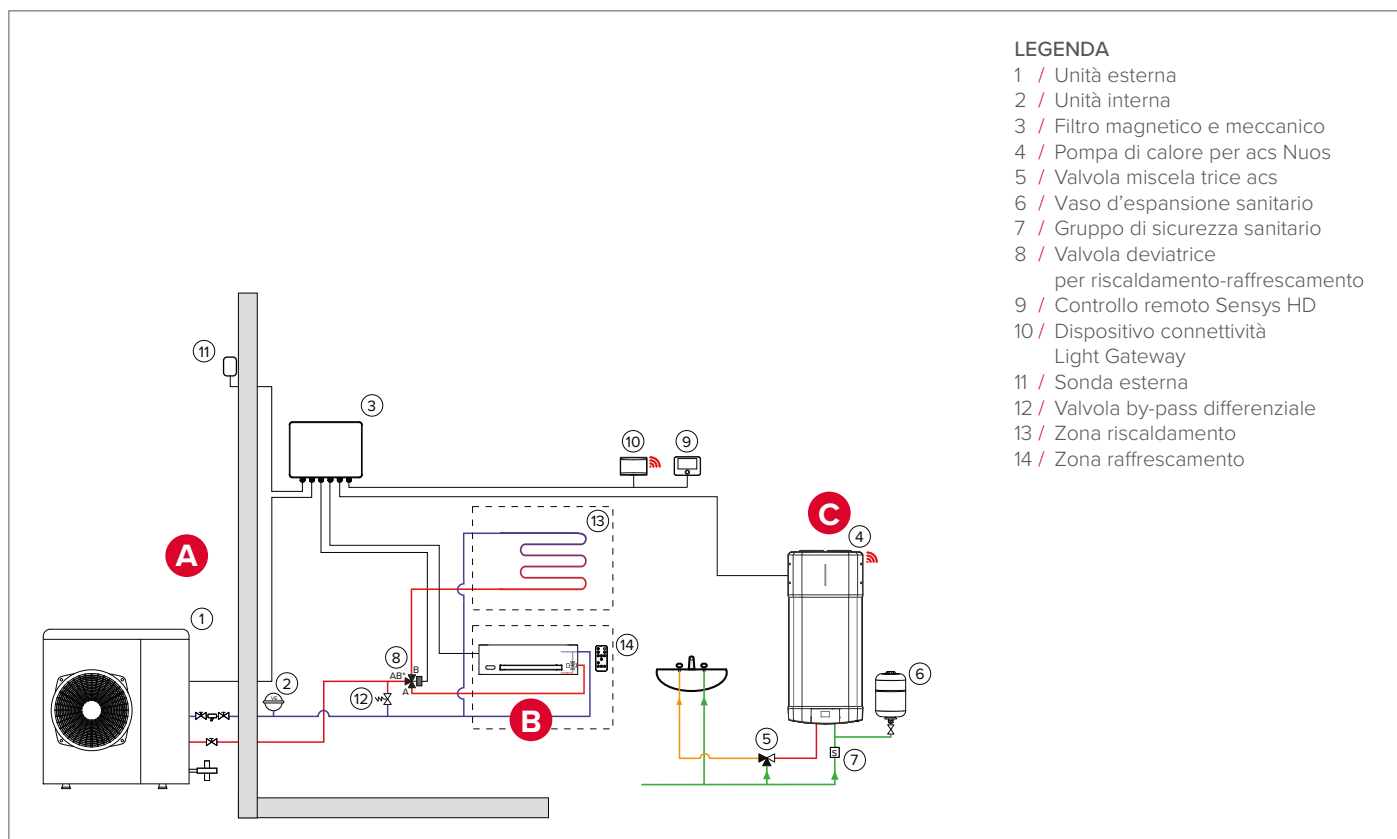 LEGENDA
1 / Unità esterna
2 / Unità interna
3 / Filtro magnetico e meccanico
4 / Pompa di calore per acs Nuos
5 / Valvola miscela trice acs
6 / Vaso d'espansione sanitario
7 / Gruppo di sicurezza sanitario
8 / Valvola deviatrice
per riscaldamento-raffrescamento
9 / Controllo remoto Sensys HD
10 / Dispositivo connettività
Light Gateway
11 / Sonda esterna
12 / Valvola by-pass differenziale
13 / Zona riscaldamento
14 / Zona raffrescamento
11
3
10
9
13
C
4
A
1
8
B
AB*
A
14
2
VE
12
B
6
5
S
7